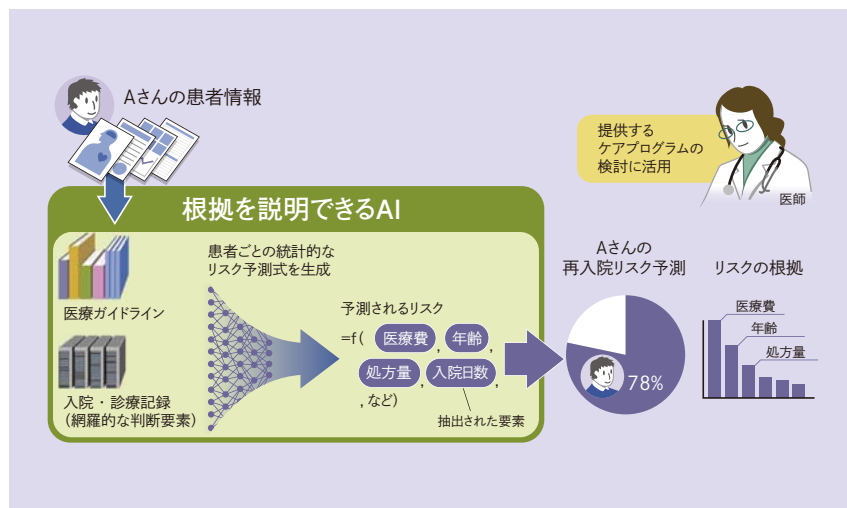 Aさんの患者情報
提供する
ケアプログラムの
検討に活用
医師
根拠を説明できるAI
医療ガイドライン
入院・診療記録
(網羅的な判断要素)
患者ごとの統計的な
リスク予測式を生成
予測されるリスク
=f( 医療費 , 年齢 ,
処方量 , 入院日数 ,
, など)
抽出された要素
Aさんの
再入院リスク予測
78%
リスクの根拠
医療費
年齢
処方量